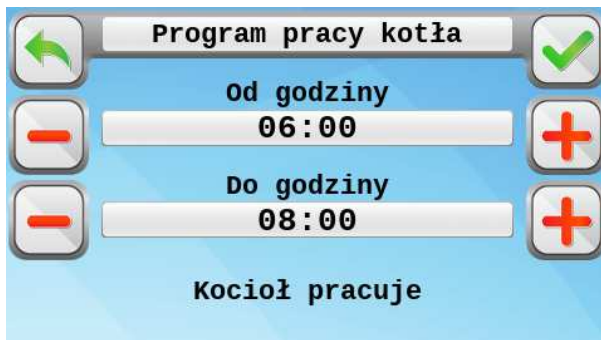 Program pracy kotła
Od godziny
06:00
Do godziny
08:00
Kocioł pracuje